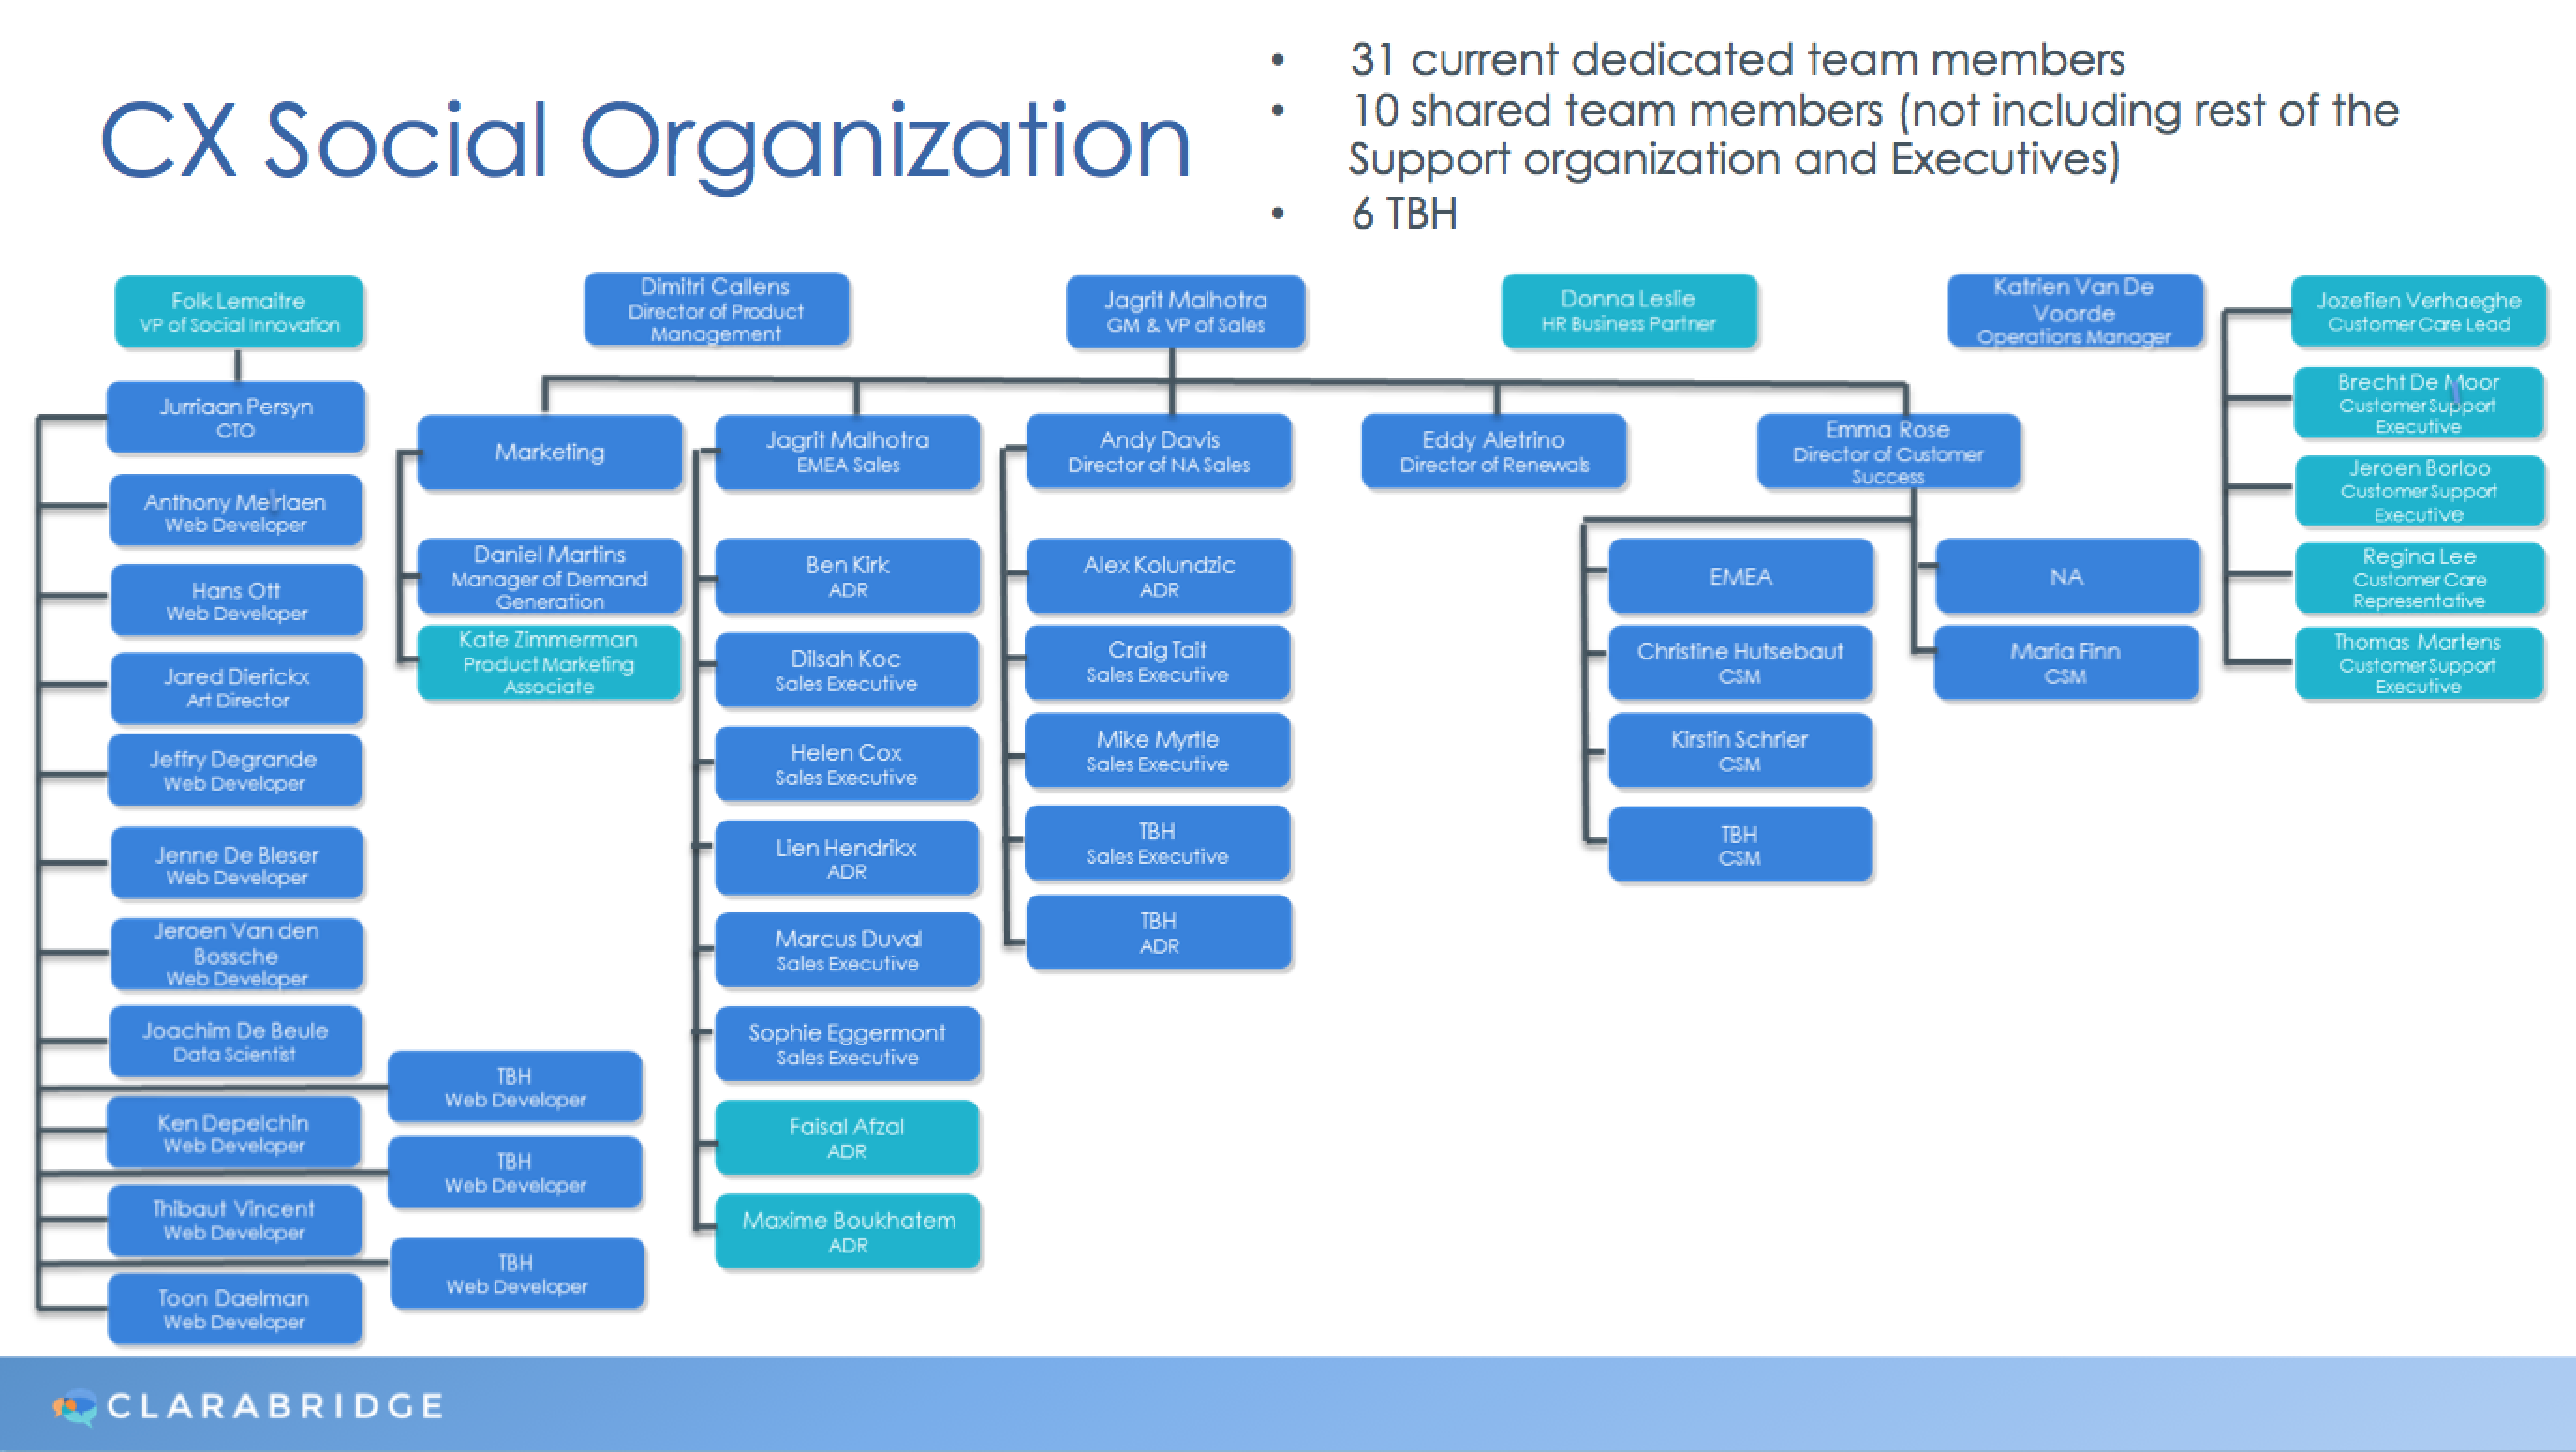 CX Social Organization
• 31 current dedicated team members
• 10 shared team members (not including rest of the
Support organization and Executives)
• 6 TBH
Folk Lemaitre
VP of Social Innovation
Jurriaan Persyn
CTO
Anthony Merlaen
Web Developer
Hans Ott
Web Developer
Jared Dierickx
Art Director
Jeffry Degrande
Web Developer
Jenne De Bleser
Web Developer
Jeroen Van den
Bossche
Web Developer
Joachim De Beule
Data Scientist
TBH
Web Developer
Ken Depelchin
Web Developer
TBH
Web Developer
Thibaut Vincent
Web Developer
TBH
Web Developer
Toon Daelman
Web Developer
Dimitri Callens
Director of Product
Management
Jagrit Malhotra
GM & VP of Sales
Marketing
Daniel Martins
Manager of Demand
Generation
Kate Zimmerman
Product Marketing
Associate
Jagrit Malhotra
EMEA Sales
Ben Kirk
ADR
Dilsah Koc
Sales Executive
Helen Cox
Sales Executive
Lien Hendrikx
ADR
Marcus Duval
Sales Executive
Sophie Eggermont
Sales Executive
Faisal Afzal
ADR
Maxime Boukhatem
ADR
Andy Davis
Director of NA Sales
Alex Kolundzic
ADR
Craig Tait
Sales Executive
Mike Myrtle
Sales Executive
TBH
Sales Executive
TBH
ADR
Eddy Aletrino
Director of Renewals
Emma Rose
Director of Customer
Success
EMEA
Christine Hutsebaut
CSM
Kirstin Schrier
CSM
TBH
CSM
NA
Maria Finn
CSM
Donna Leslie
HR Business Partner
Katrien Van De
Voorde
Operations Manager
Jozefien Verhaeghe
Customer Care Lead
Brecht De Moor
Customer Support
Executive
Jeroen Borloo
Customer Support
Executive
Regina Lee
Customer Care
Representative
Thomas Martens
Customer Support
Executive
CLARABRIDGE